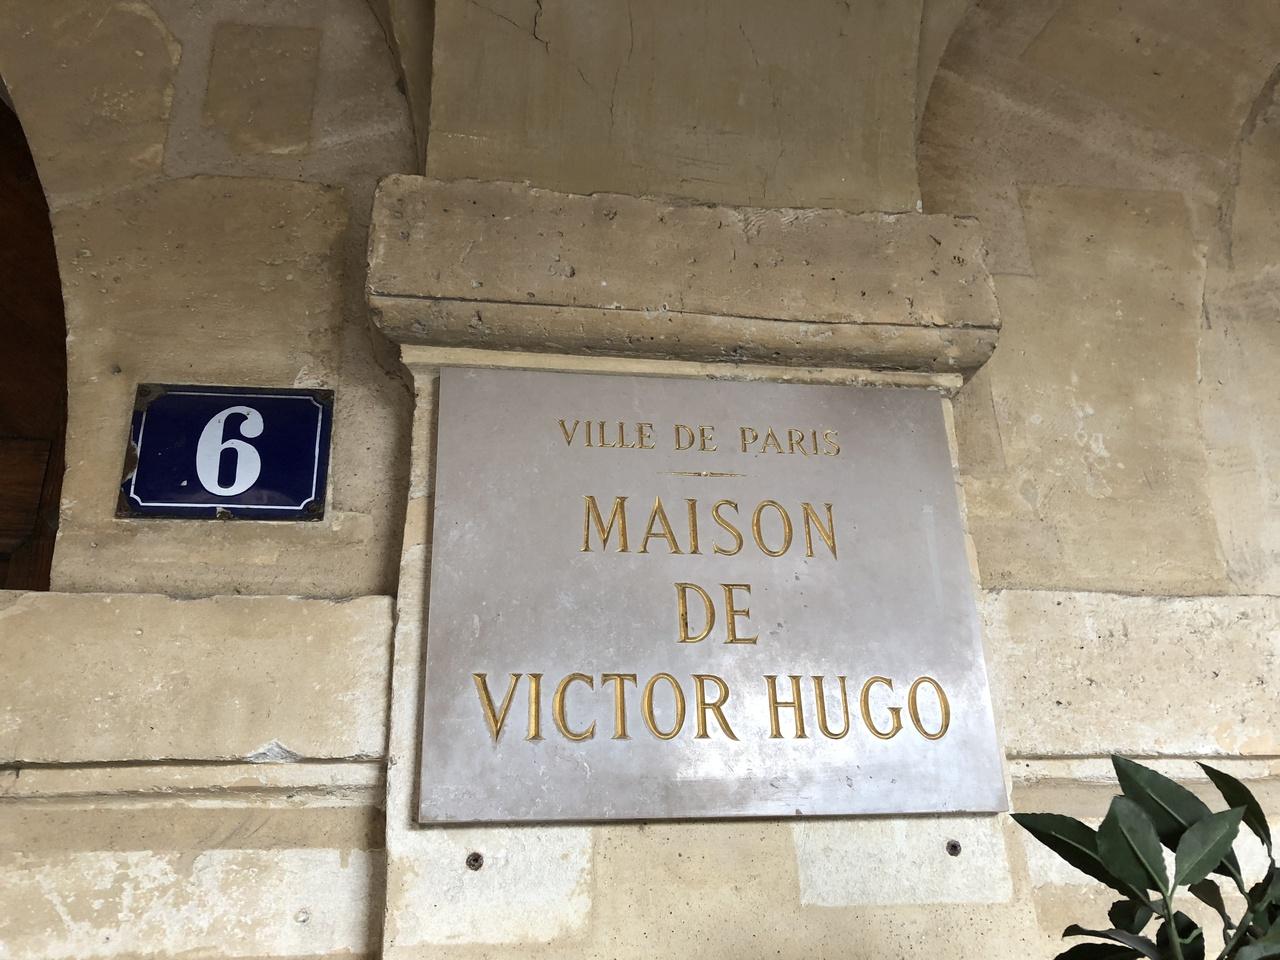 6
VILLE DE PARIS
MAISON
DE
VICTOR HUGO